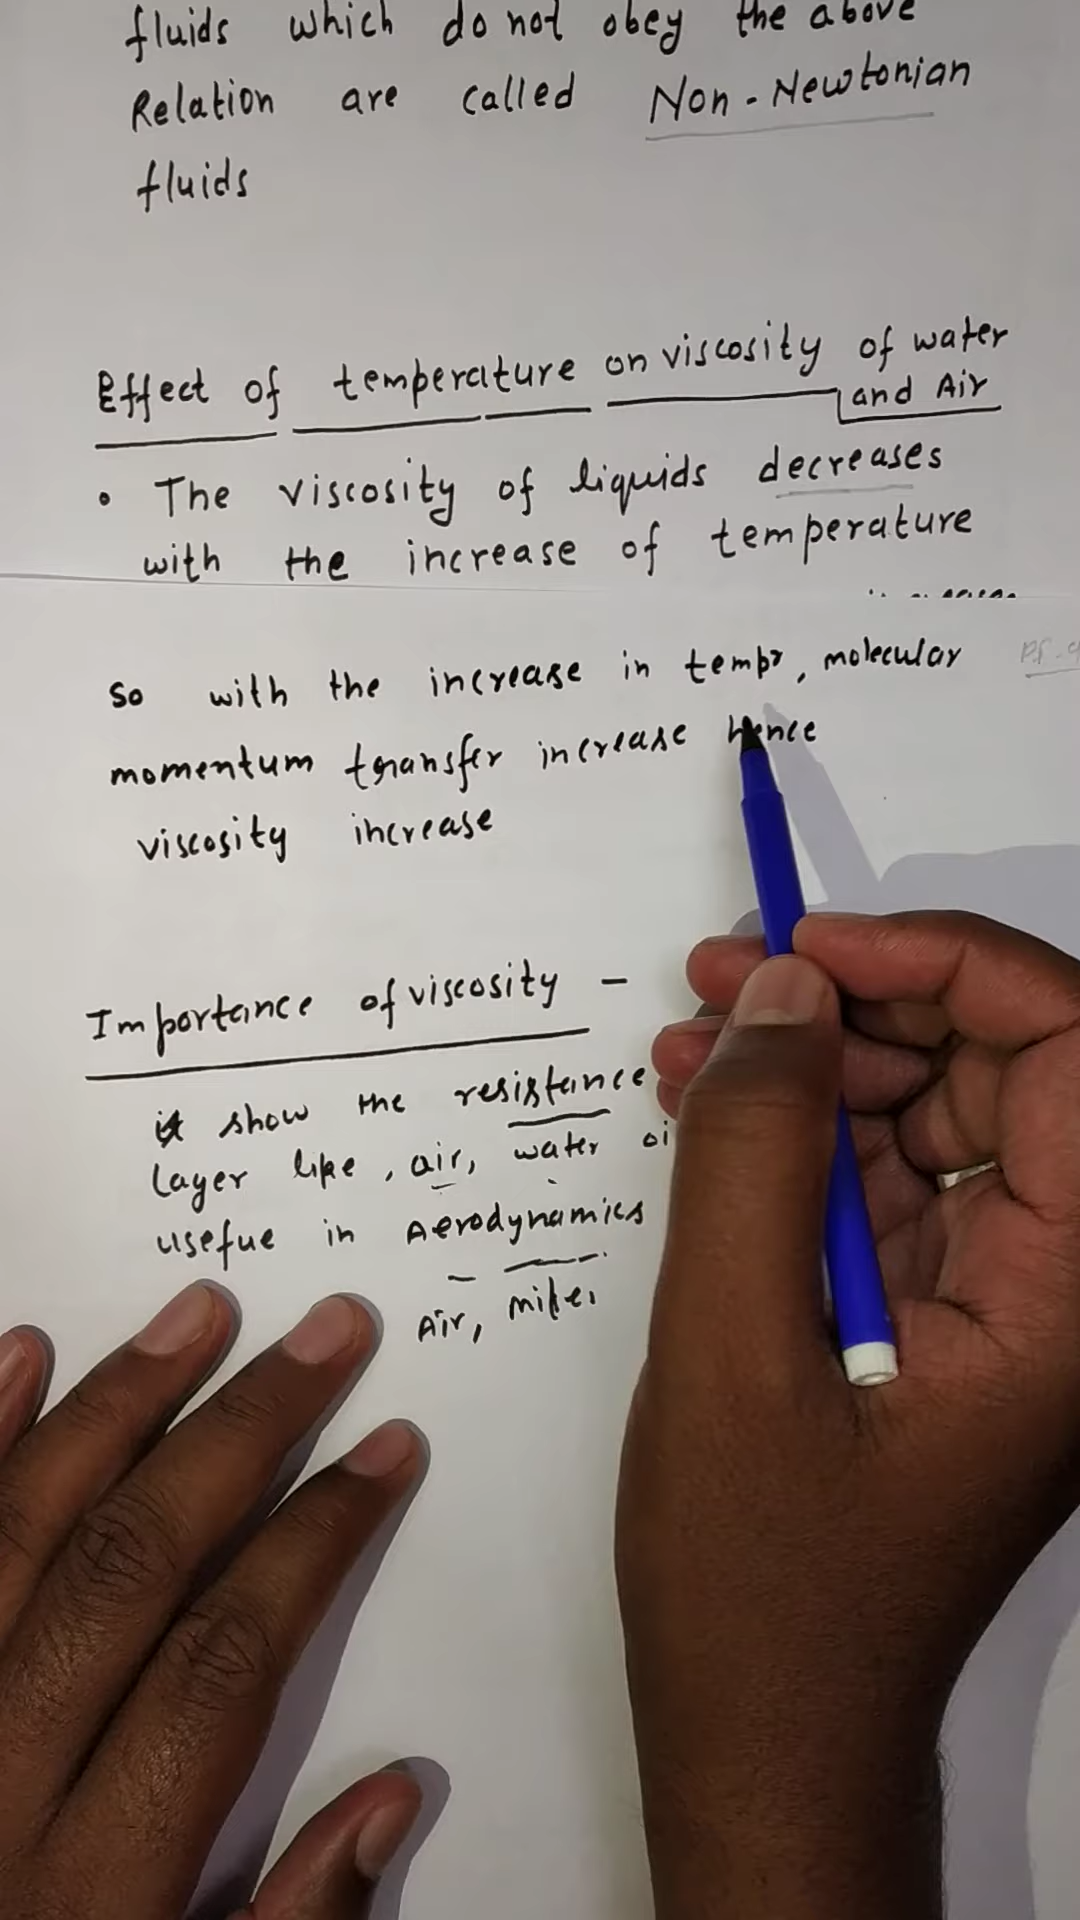 fluids which do not obey the above
Relation are called Non-Newtonian
fluids
Effect of temperature on viscosity of water
and Air
• The viscosity of liquids decreases
with the increase of temperature
So with the increase in tempr, molecular
momentum transfer increase hence
viscosity increase
Importance of viscosity -
it show the resistance
Layer like, air, water oi
usefue in Aerodynamics
Air,